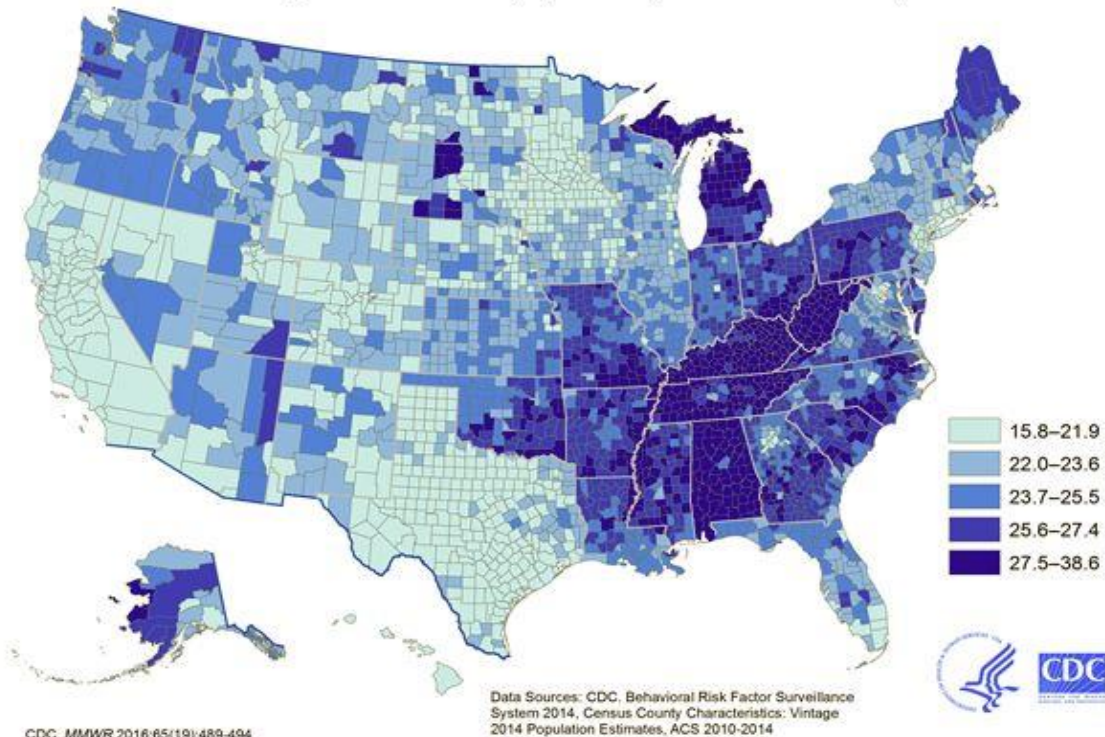 15.8–21.9
22.0–23.6
23.7–25.5
25.6–27.4
27.5–38.6
CDC
Data Sources: CDC. Behavioral Risk Factor Surveillance
System 2014, Census County Characteristics: Vintage
2014 Population Estimates, ACS 2010-2014
CDC. MMWR 2016;65(19);489-494